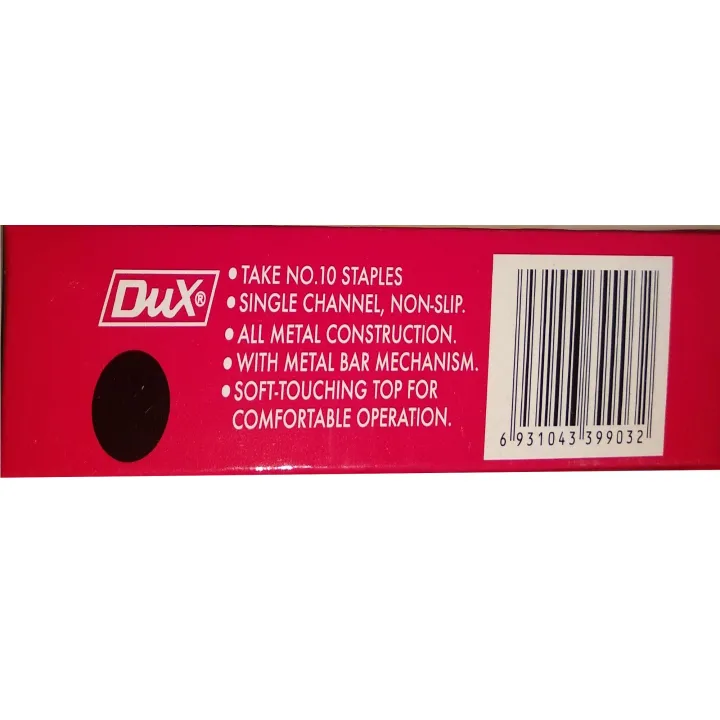 DUX®
• TAKE NO.10 STAPLES
• SINGLE CHANNEL, NON-SLIP.
• ALL METAL CONSTRUCTION.
• WITH METAL BAR MECHANISM.
• SOFT-TOUCHING TOP FOR
COMFORTABLE OPERATION.
6 931043 399032